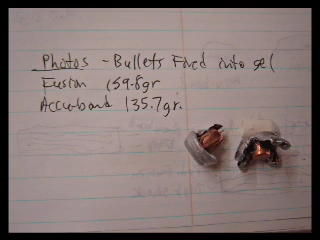 Photos - Bullets Fired into gel
Fusion 159.8gr
Accubond 135.7gr.